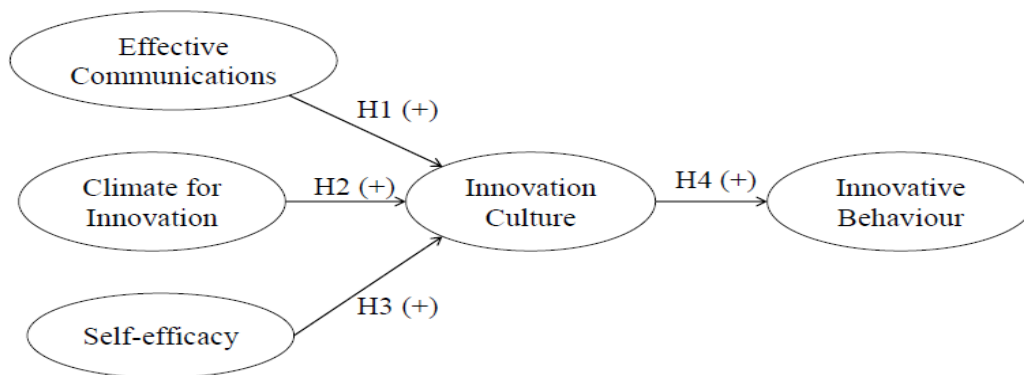 Effective
Communications
H1 (+)
Climate for
Innovation
H2 (+)
Innovation
Culture
H4 (+)
Innovative
Behaviour
H3 (+)
Self-efficacy